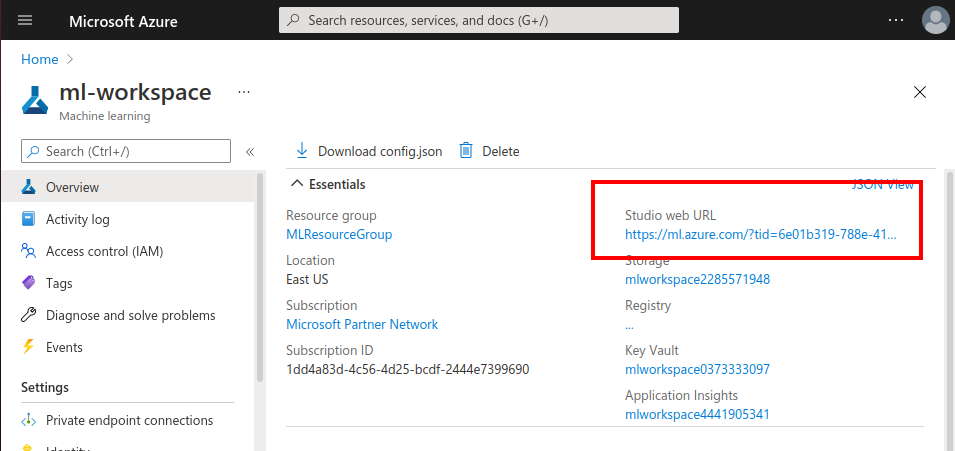 Microsoft Azure
Search resources, services, and docs (G+/)
...
Home >
ml-workspace
...
Machine learning
Search (Ctrl+/)
«
Download config.json
Delete
Overview
Activity log
Access control (IAM)
Tags
Diagnose and solve problems
Events
Settings
Private endpoint connections
Identity
Essentials
JSON View
Resource group
MLResourceGroup
Location
East US
Subscription
Microsoft Partner Network
Subscription ID
1dd4a83d-4c56-4d25-bcdf-2444e7399690
Studio web URL
https://ml.azure.com/?tid=6e01b319-788e-41...
Storage
mlworkspace2285571948
Registry
...
Key Vault
mlworkspace0373333097
Application Insights
mlworkspace4441905341